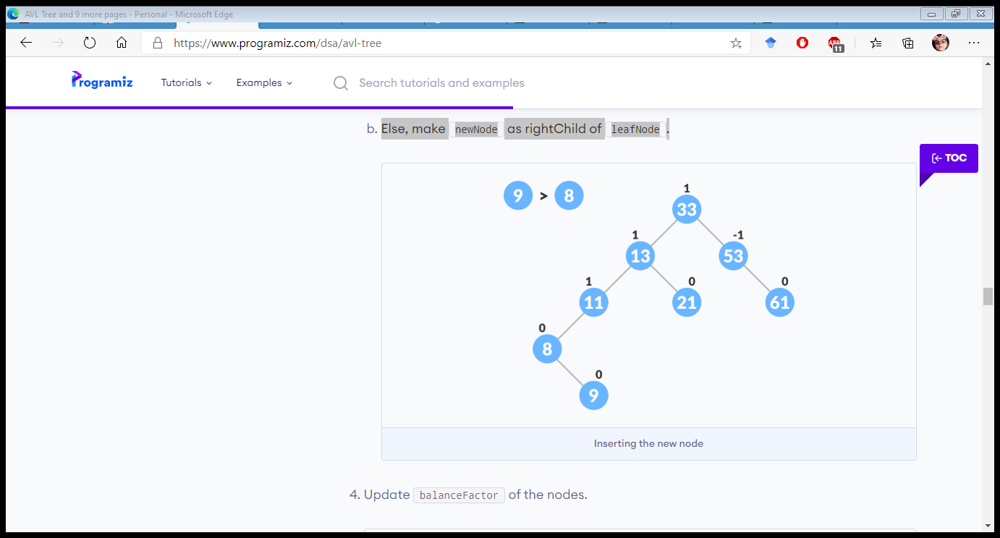 AVL Tree and 9 more pages - Personal - Microsoft Edge
https://www.programiz.com/dsa/avl-tree
11
Programiz Tutorials Examples Search tutorials and examples
b. Else, make newNode as rightChild of leafNode .
TOC
9 > 8
1
33
1 -1
13 53
1 0 0
11 21 61
0
8
0
9
Inserting the new node
4. Update balanceFactor of the nodes.